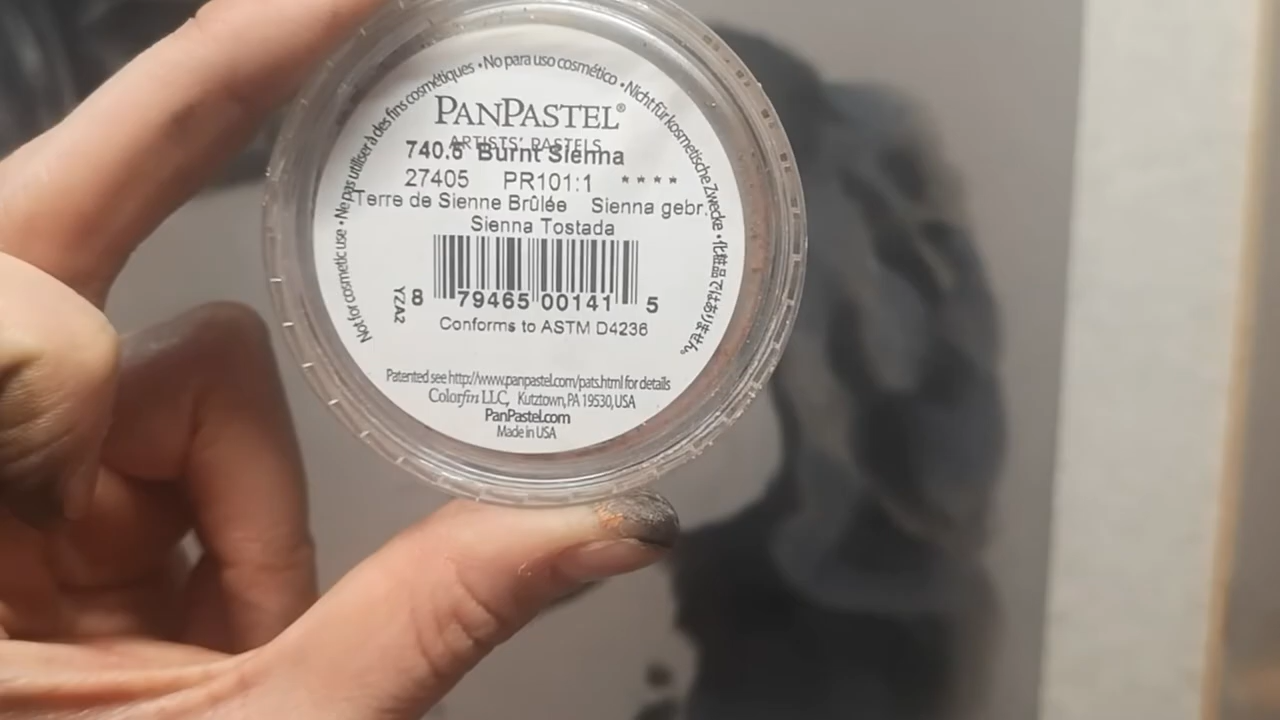 Not for cosmetic use • Ne pas utiliser à des fins cosmétiques • No para uso cosmético • Nicht für kosmetische Zwecke • 化粧品ではありません。
PANPASTEL®
ARTISTS' PASTELS
740.5 Burnt Sienna
27405 PR101:1 ****
Terre de Sienne Brûlée Sienna gebr.
Sienna Tostada
YZA2
8 79465 00141 5
Conforms to ASTM D4236
Patented see http://www.panpastel.com/pats.html for details
Colorfin LLC, Kutztown, PA 19530, USA
PanPastel.com
Made in USA